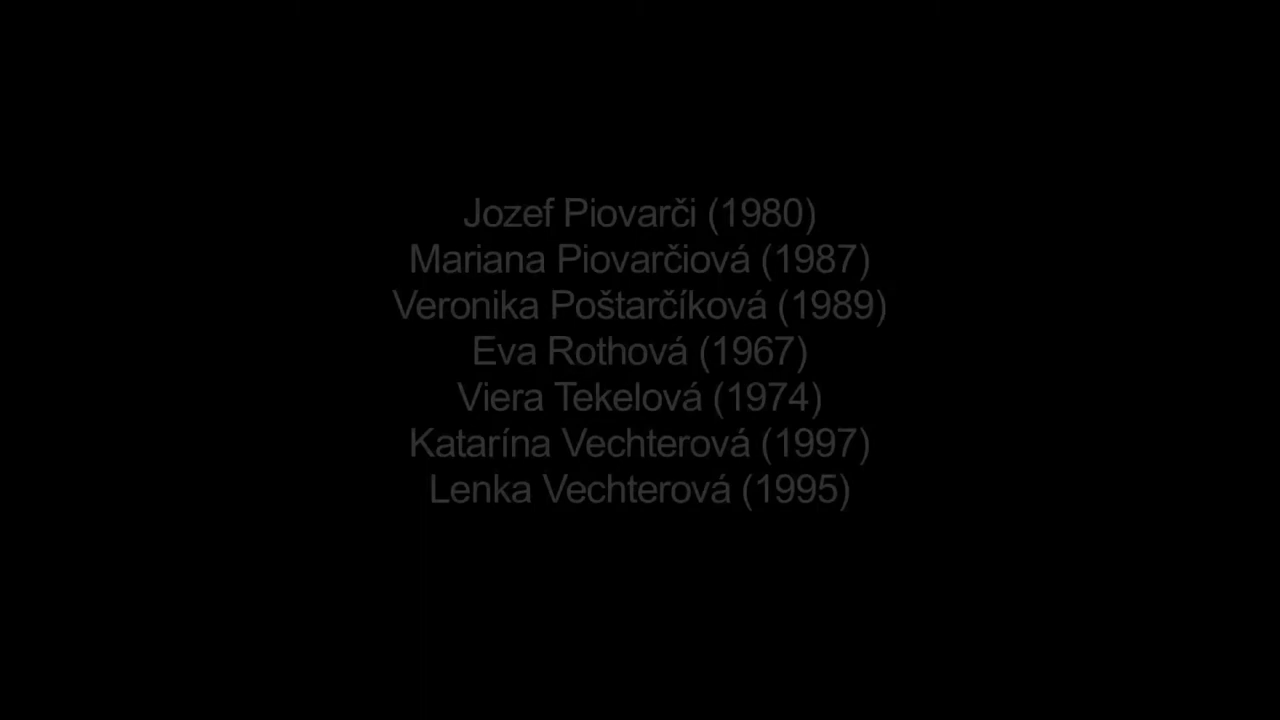 Jozef Piovarči (1980)
Mariana Piovarčiová (1987)
Veronika Poštarčíková (1989)
Eva Rothová (1967)
Viera Tekelová (1974)
Katarína Vechterová (1997)
Lenka Vechterová (1995)